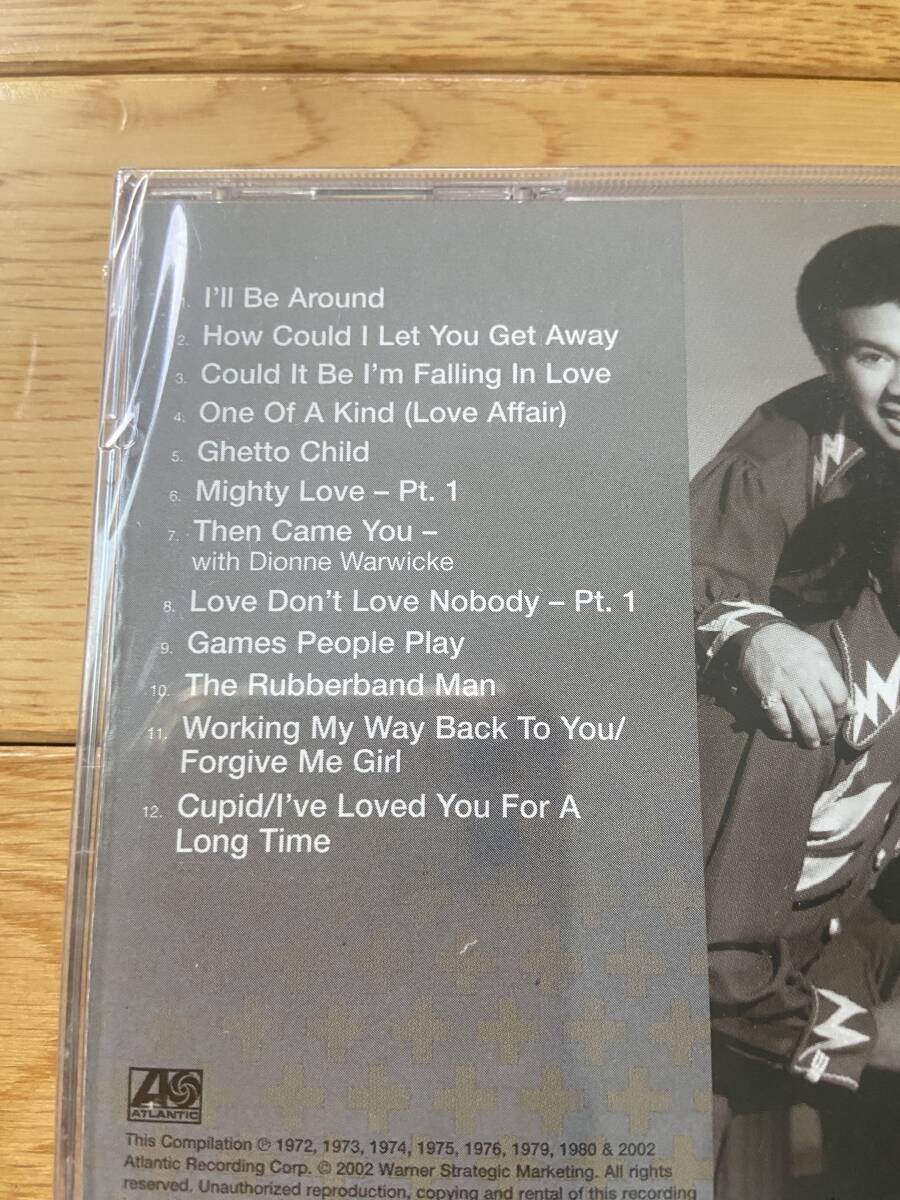 1. I'll Be Around
2. How Could I Let You Get Away
3. Could It Be I'm Falling In Love
4. One Of A Kind (Love Affair)
5. Ghetto Child
6. Mighty Love – Pt. 1
7. Then Came You –
with Dionne Warwicke
8. Love Don't Love Nobody – Pt. 1
9. Games People Play
10. The Rubberband Man
11. Working My Way Back To You/
Forgive Me Girl
12. Cupid/I've Loved You For A
Long Time
ATLANTIC
This Compilation ℗ 1972, 1973, 1974, 1975, 1976, 1979, 1980 & 2002
Atlantic Recording Corp. © 2002 Warner Strategic Marketing. All rights
reserved. Unauthorized reproduction, copying and rental of this recording